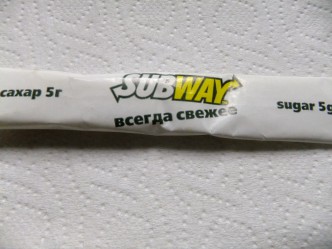 сахар 5г
SUBWAY
всегда свежее
sugar 5g